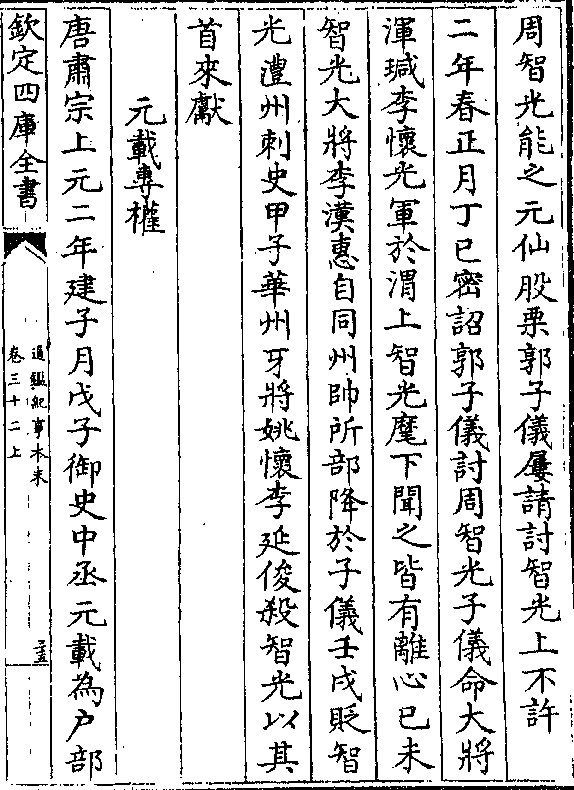 周智光能之元仙股栗郭子儀屢請討智光上不許
二年春正月丁巳密詔郭子儀討周智光子儀命大將
渾瑊李懷光軍於渭上智光麾下聞之皆有離心己未
智光大將李漢惠自同州帥所部降於子儀壬戌貶智
光澧州刺史甲子華州牙將姚懷李延俊殺智光以其
首來獻
元載專權
唐肅宗上元二年建子月戊子御史中丞元載為户部
欽定四庫全書
通鑑紀事本末
卷三十二上